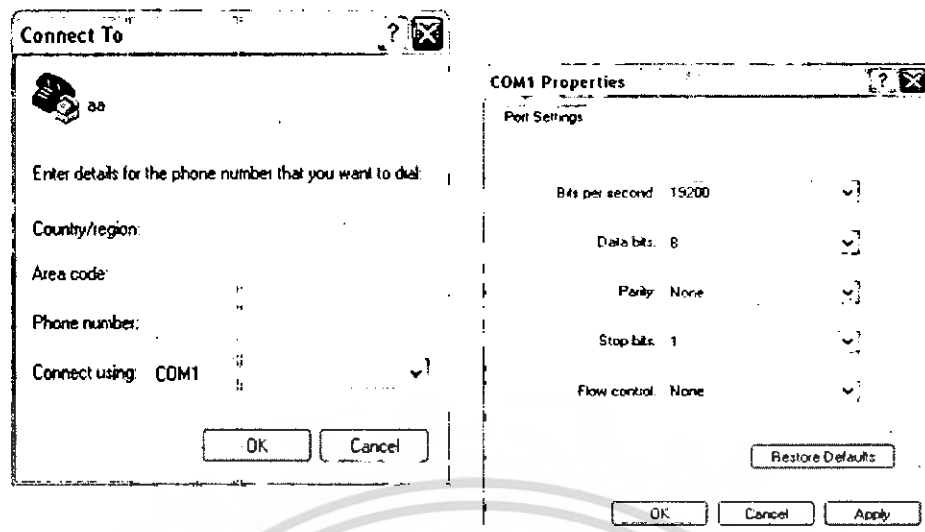 Connect To
?
aa
Enter details for the phone number that you want to dial:
Country/region:
Area code:
Phone number:
Connect using: COM1
OK Cancel
COM1 Properties
?
Port Settings
Bits per second: 19200
Data bits: 8
Parity: None
Stop bits: 1
Flow control: None
Restore Defaults
OK Cancel Apply